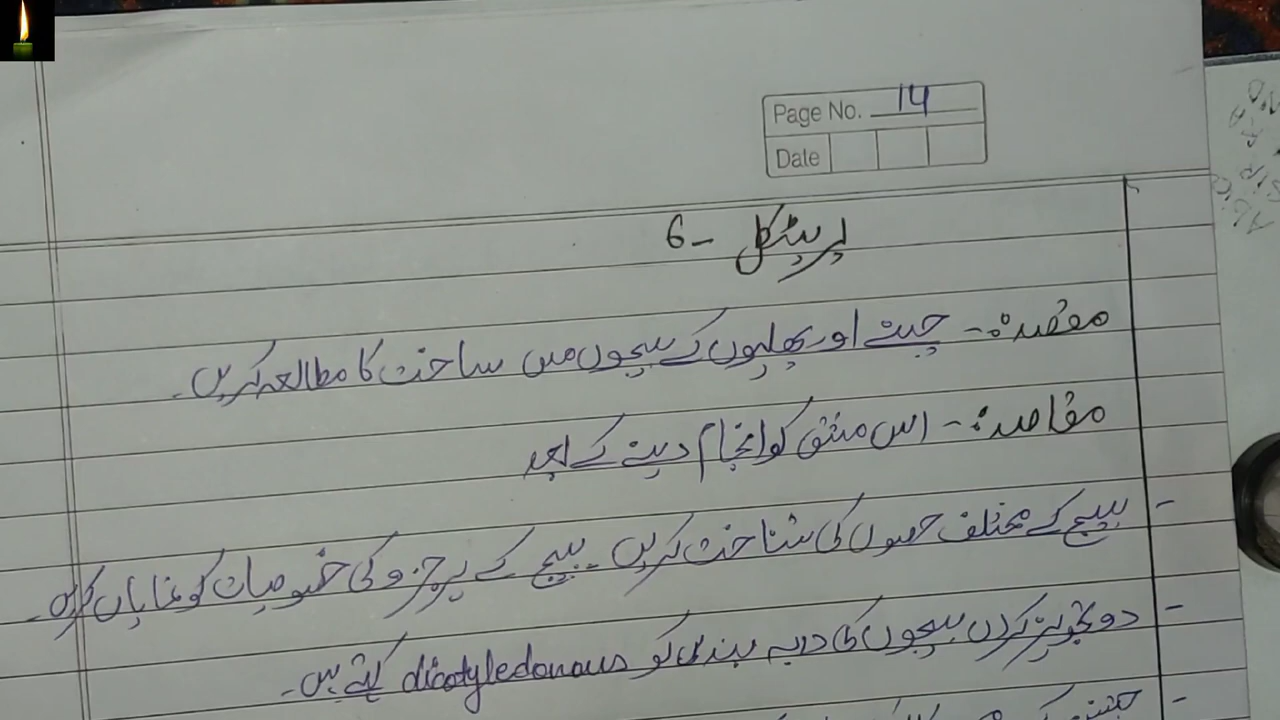 Page No. 14
Date
پریٹکل -6
مقصد:- چنے اور پھلیوں کے بیجوں میں ساخت کا مطالعہ کریں۔
مقاصد:- اس مشق کو انجام دینے کے بعد
- بیج کے مختلف حصوں کی شناخت کریں۔ بیج کے ہر جزو کی خصوصیات کو نمایاں کریں۔
- دو تجویز کردہ بیجوں کی درجہ بندی کو dicotyledonous کہتے ہیں۔
-